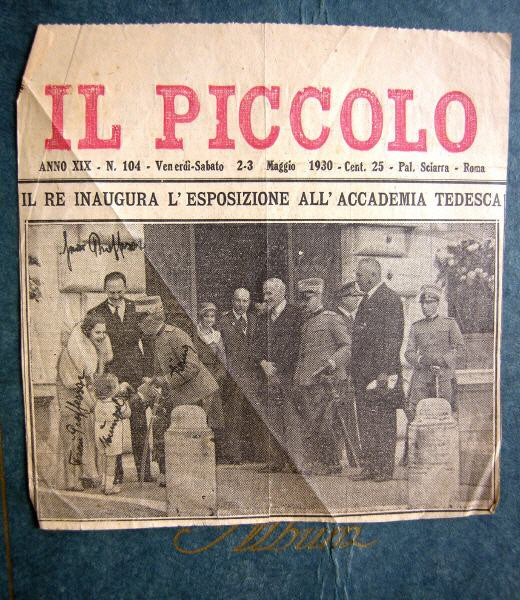 IL PICCOLO
ANNO XIX - N. 104 - Venerdì-Sabato 2-3 Maggio 1930 - Cent. 25 - Pal. Sciarra - Roma
IL RE INAUGURA L'ESPOSIZIONE ALL'ACCADEMIA TEDESCA
Album